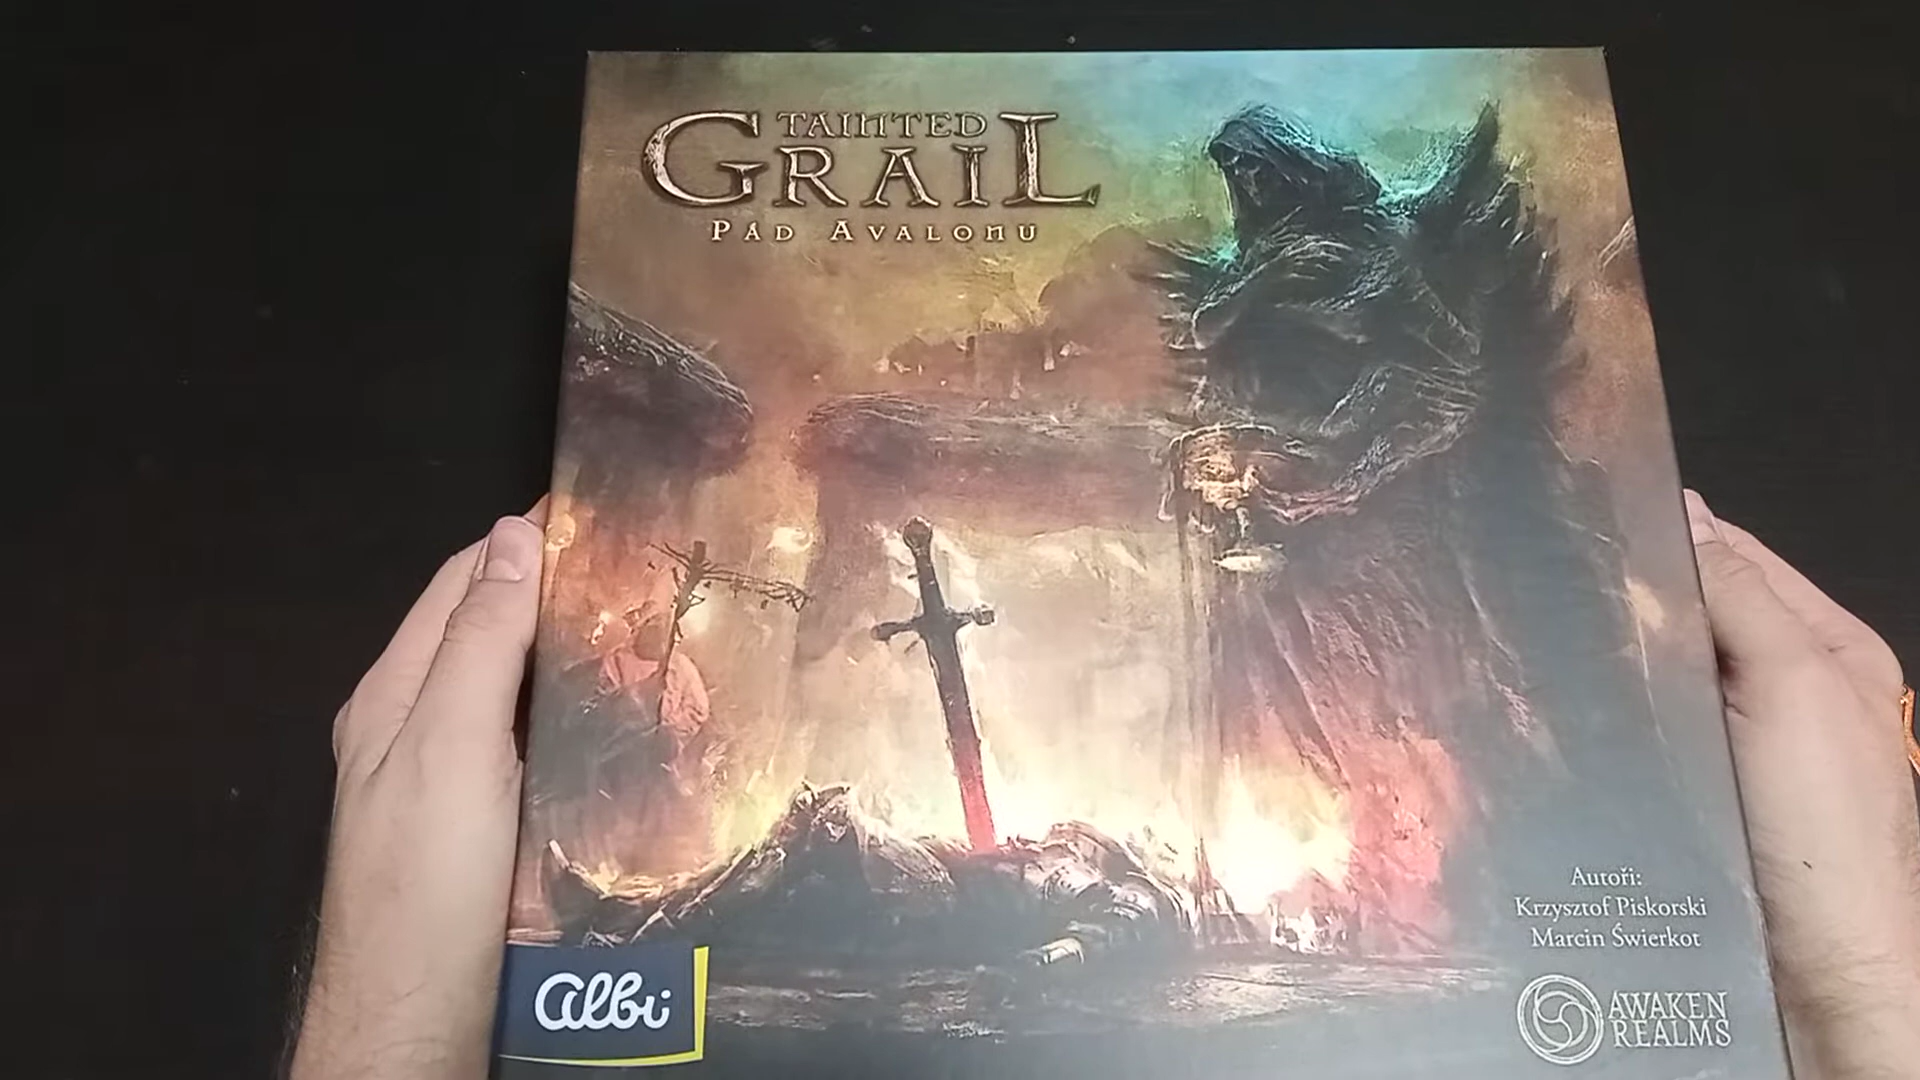 TAINTED
GRAIL
PÁD AVALONU
Autoři:
Krzysztof Piskorski
Marcin Świerkot
albi
AWAKEN
REALMS